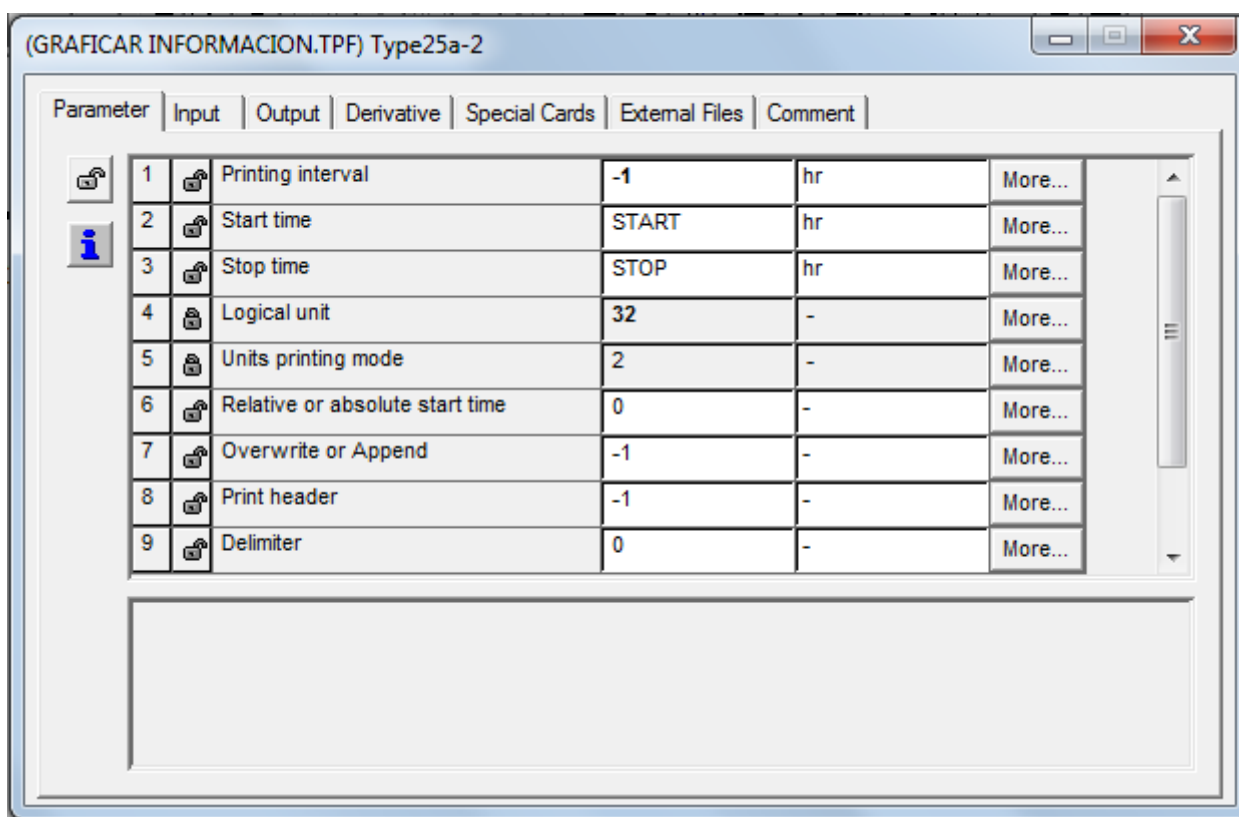 (GRAFICAR INFORMACION.TPF) Type25a-2
Parameter Input Output Derivative Special Cards External Files Comment
1 Printing interval -1 hr More...
2 Start time START hr More...
3 Stop time STOP hr More...
4 Logical unit 32 - More...
5 Units printing mode 2 - More...
6 Relative or absolute start time 0 - More...
7 Overwrite or Append -1 - More...
8 Print header -1 - More...
9 Delimiter 0 - More...